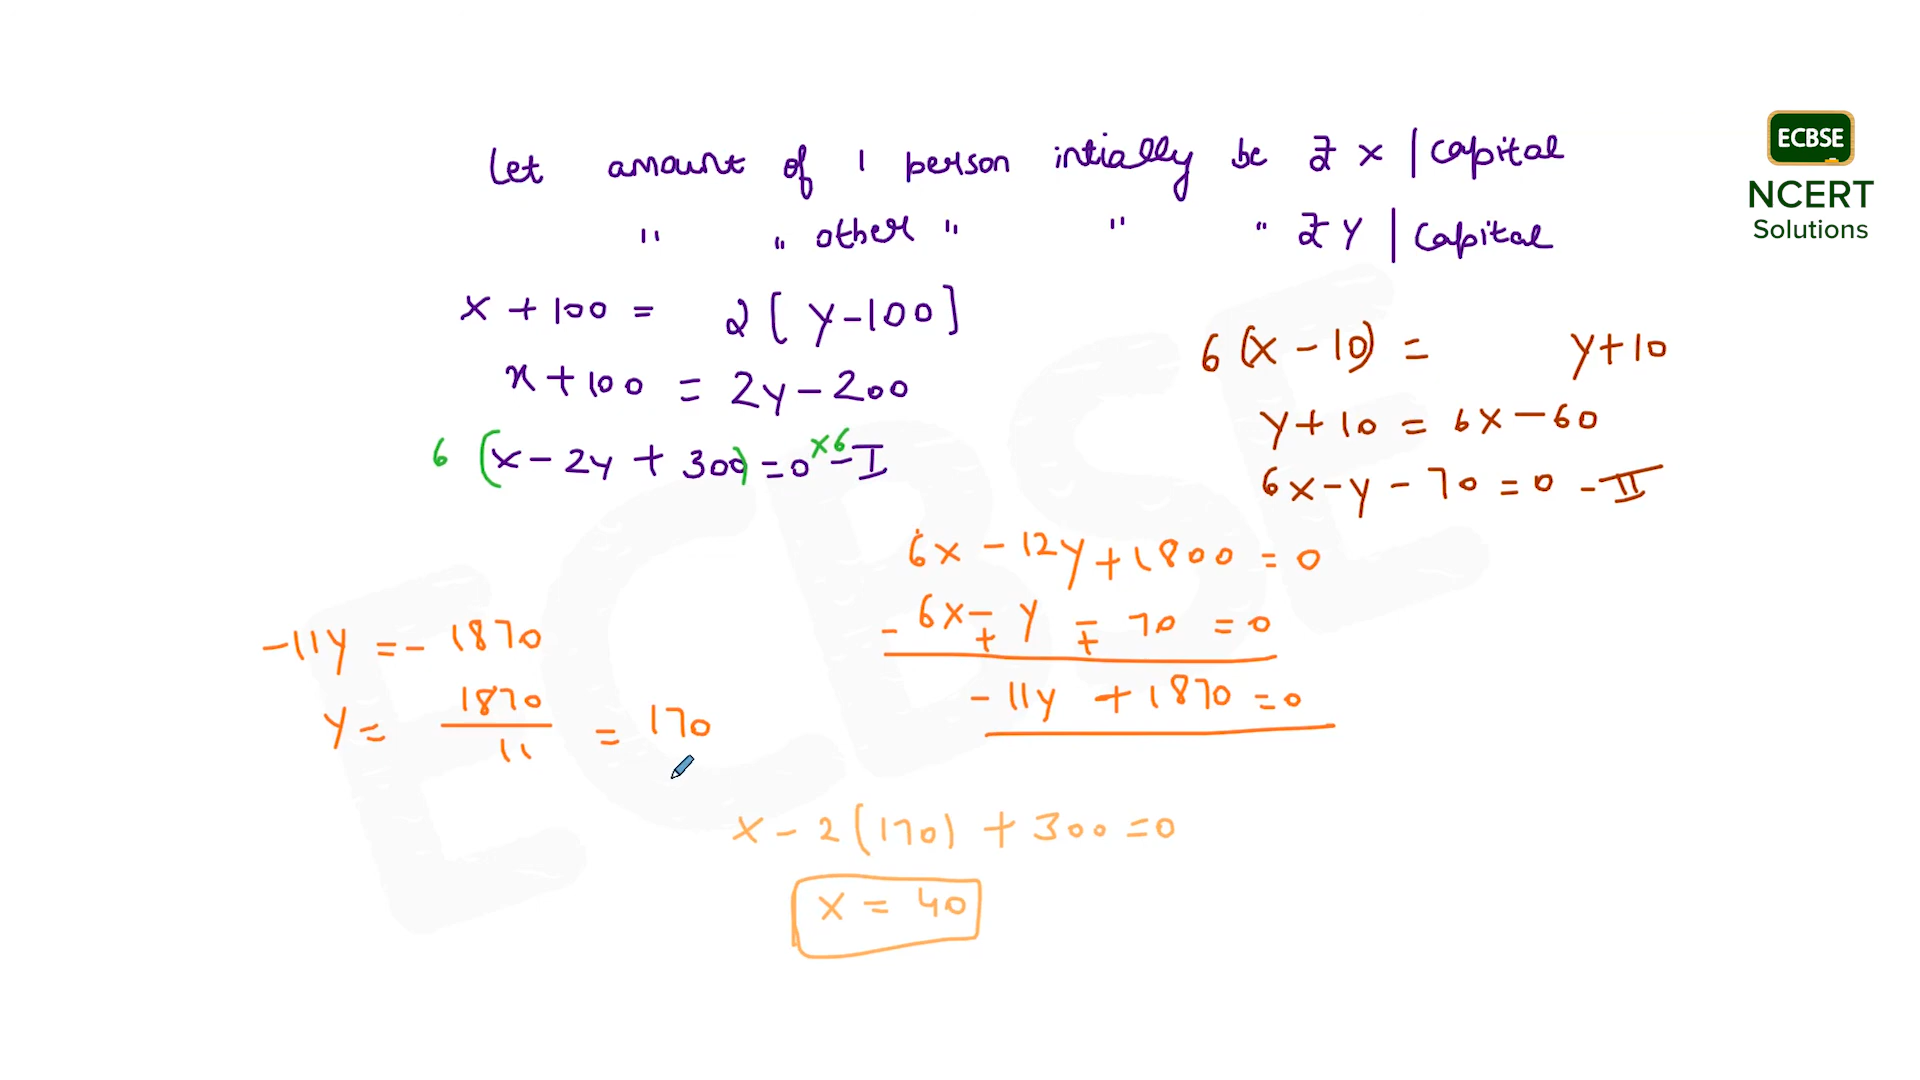 Let amount of 1 person intially be ₹ x | Capital
" " other " " " ₹ y | Capital
x + 100 = 2 [ y - 100 ]
x + 100 = 2y - 200
6 (x - 2y + 300) = 0 x6 - I
6 (x - 10) = y + 10
y + 10 = 6x - 60
6x - y - 70 = 0 - II
6x - 12y + 1800 = 0
- 6x - + y - + 70 = 0
- 11y + 1870 = 0
-11y = - 1870
y = 1870/11 = 170
x - 2 (170) + 300 = 0
x = 40
ECBSE
NCERT
Solutions
ECBSE